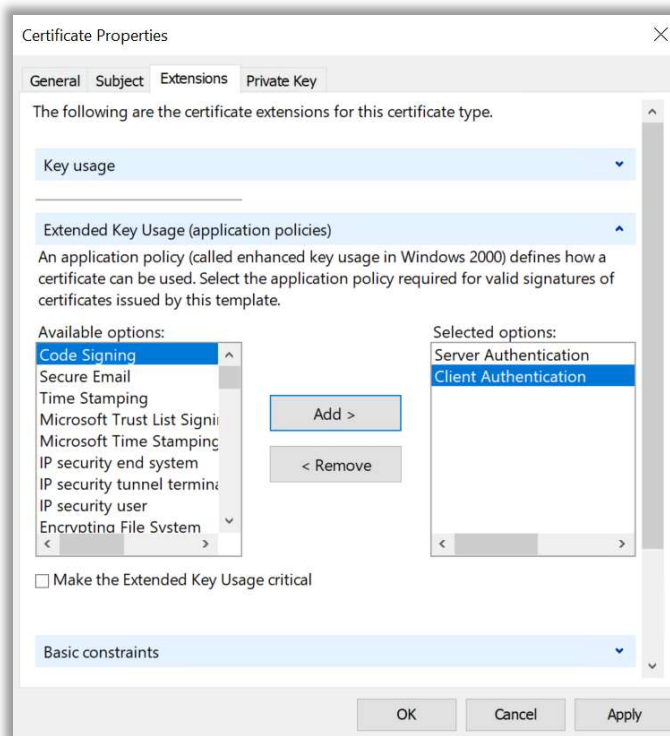 Certificate Properties
General Subject Extensions Private Key
The following are the certificate extensions for this certificate type.
Key usage
Extended Key Usage (application policies)
An application policy (called enhanced key usage in Windows 2000) defines how a
certificate can be used. Select the application policy required for valid signatures of
certificates issued by this template.
Available options:
Selected options:
Code Signing
Secure Email
Time Stamping
Microsoft Trust List
Microsoft Time Stamping
IP security end system
IP security tunnel
IP security user
Encrypting File System
Add >
< Remove
Server Authentication
Client Authentication
Make the Extended Key Usage critical
Basic constraints
OK Cancel Apply